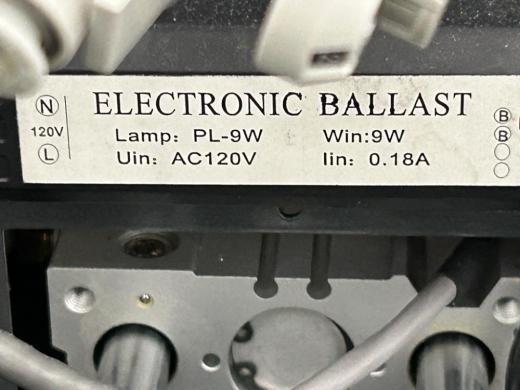 N ELECTRONIC BALLAST B
120V Lamp: PL-9W Win:9W B
L Uin: AC120V Iin: 0.18A